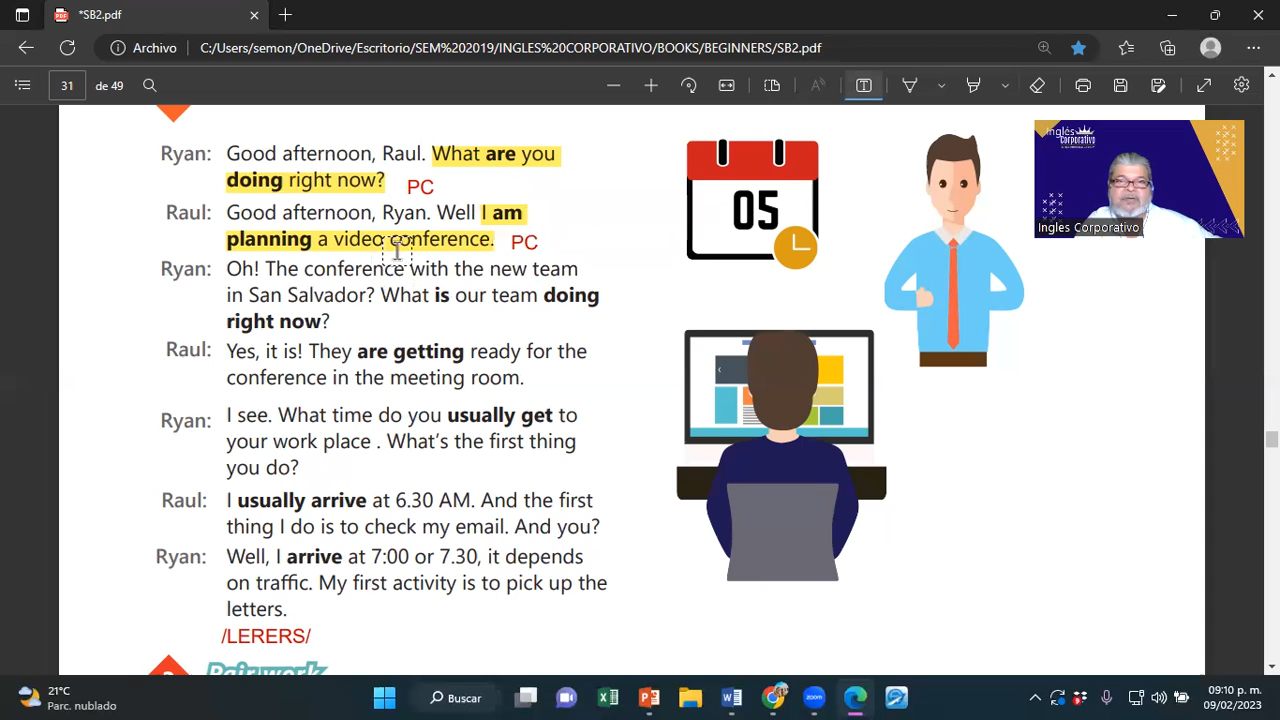 *SB2.pdf
Archivo C:/Users/semon/OneDrive/Escritorio/SEM%202019/INGLES%20CORPORATIVO/BOOKS/BEGINNERS/SB2.pdf
31 de 49
Ryan: Good afternoon, Raul. What are you
doing right now? PC
Raul: Good afternoon, Ryan. Well I am
planning a video conference. PC
Ryan: Oh! The conference with the new team
in San Salvador? What is our team doing
right now?
Raul: Yes, it is! They are getting ready for the
conference in the meeting room.
Ryan: I see. What time do you usually get to
your work place . What's the first thing
you do?
Raul: I usually arrive at 6.30 AM. And the first
thing I do is to check my email. And you?
Ryan: Well, I arrive at 7:00 or 7.30, it depends
on traffic. My first activity is to pick up the
letters.
/LERERS/
Pair work
05
Inglés
Corporativo
Ingles Corporativo
21°C
Parc. nublado
Buscar
zoom
09:10 p. m.
09/02/2023